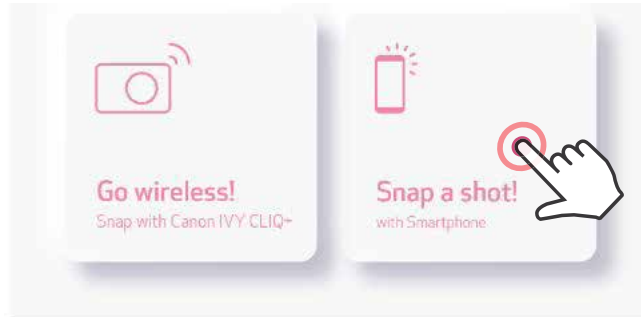 Go wireless!
Snap with Canon IVY CLIQ+
Snap a shot!
with Smartphone